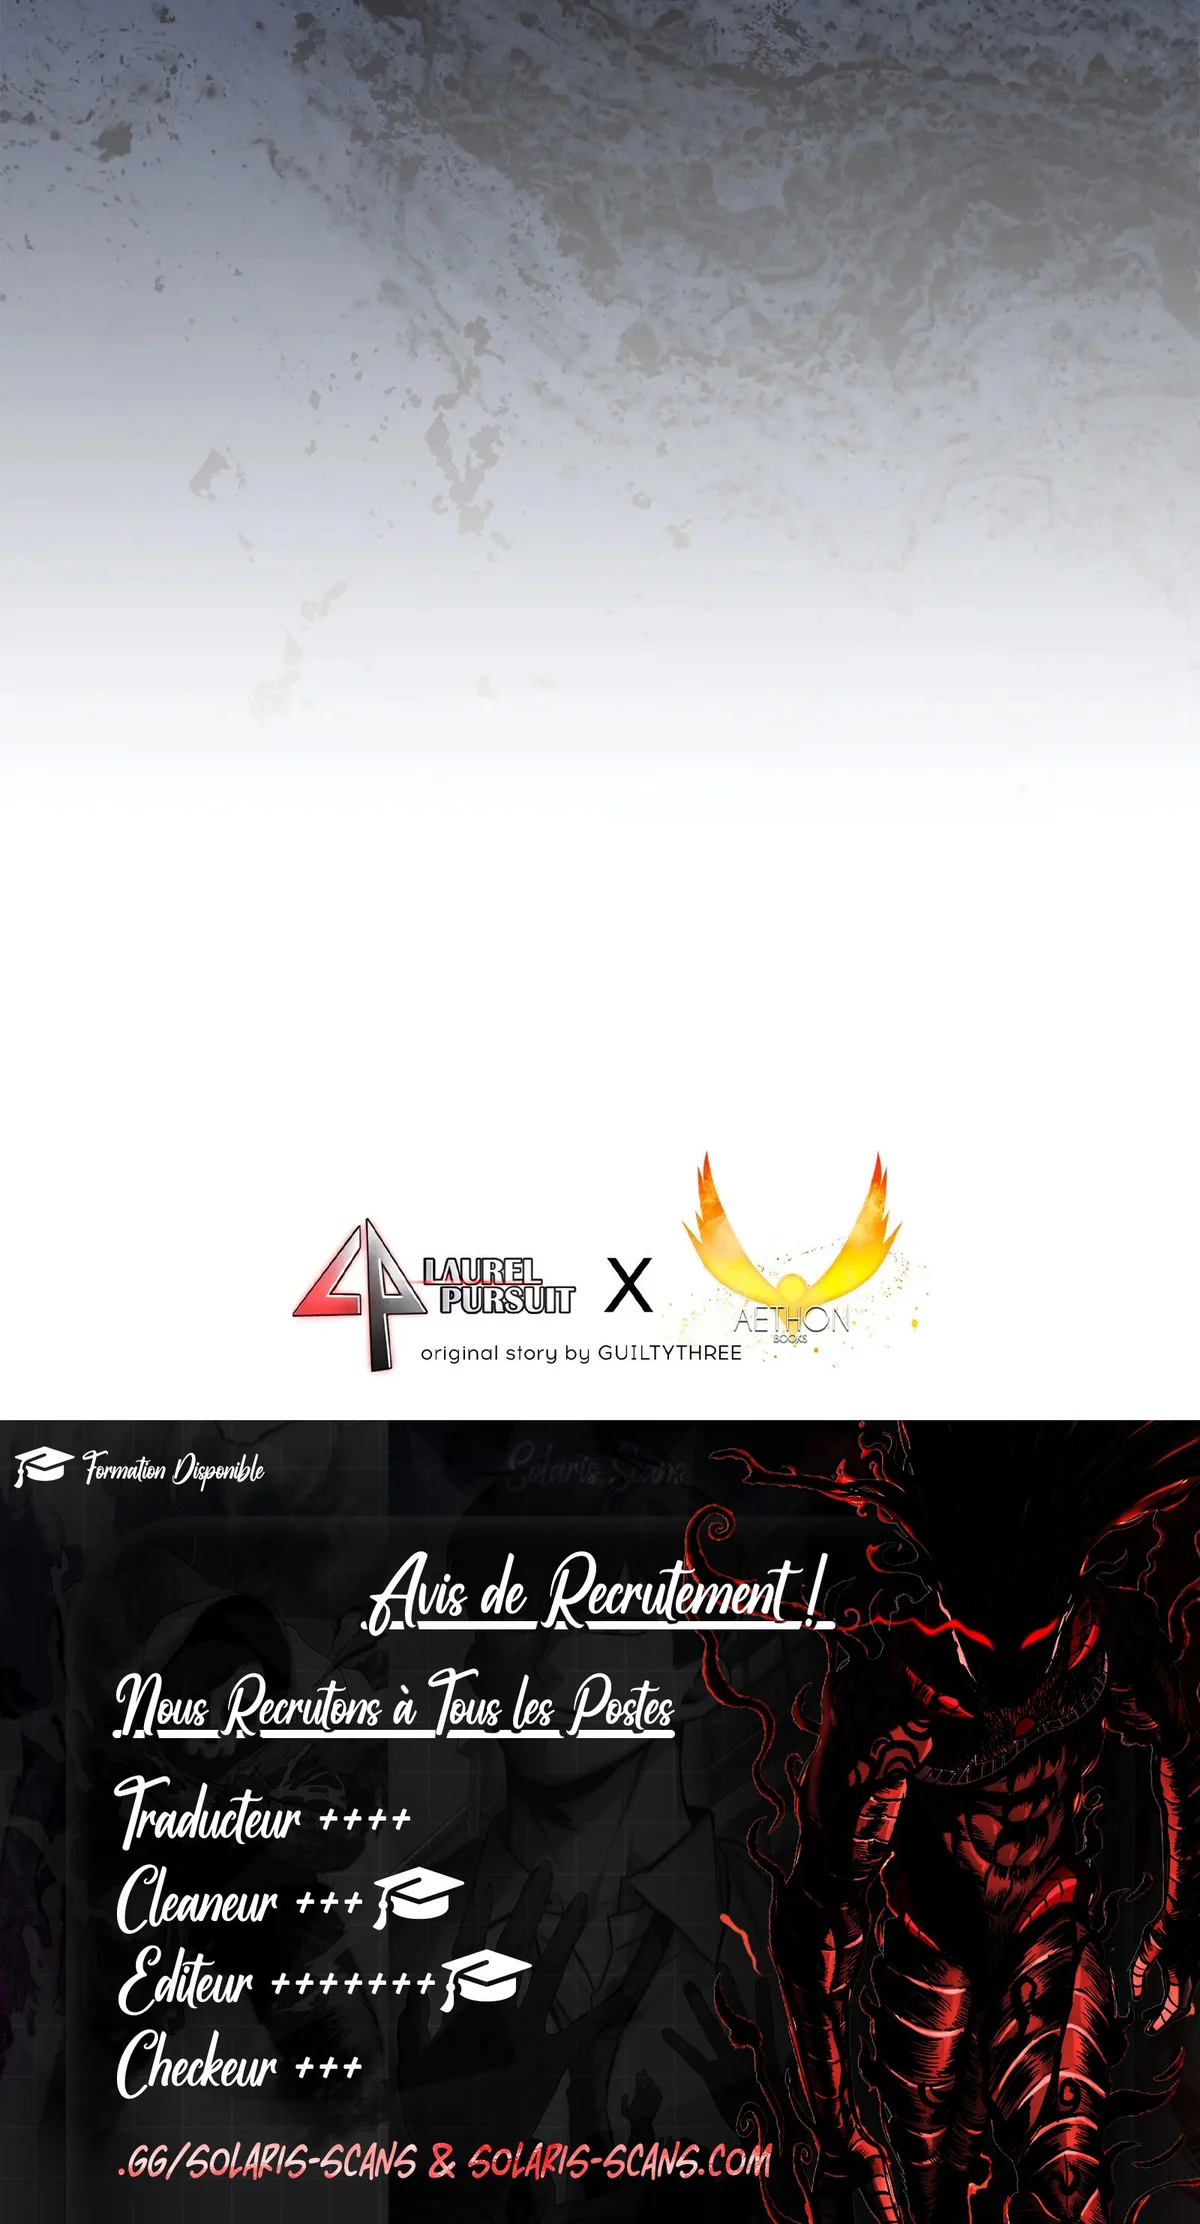 LAUREL
PURSUIT
X
AETHON
BOOKS
original story by GUILTYTHREE
Formation Disponible
Solaris Scans
Avis de Recrutement !
Nous Recrutons à Tous les Postes
Traducteur ++++
Cleaneur +++
Editeur +++++++
Checkeur +++
.GG/SOLARIS-SCANS & SOLARIS-SCANS.COM